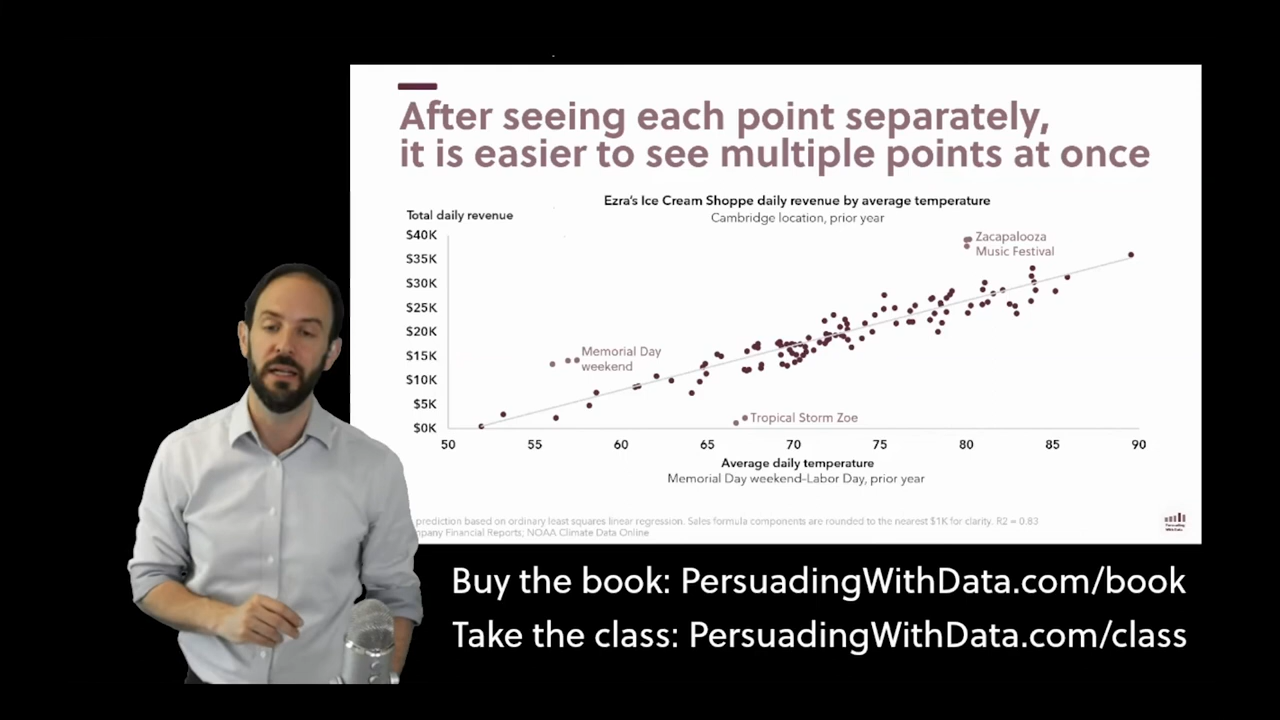 After seeing each point separately,
it is easier to see multiple points at once
Ezra's Ice Cream Shoppe daily revenue by average temperature
Cambridge location, prior year
Total daily revenue
$40K
$35K
$30K
$25K
$20K
$15K
$10K
$5K
$0K
Zacapalooza
Music Festival
Memorial Day
weekend
Tropical Storm Zoe
50 55 60 65 70 75 80 85 90
Average daily temperature
Memorial Day weekend-Labor Day, prior year
prediction based on ordinary least squares linear regression. Sales formula components are rounded to the nearest $1K for clarity. R2 = 0.83
Financial Reports; NOAA Climate Data Online
Persuading
With Data
Buy the book: PersuadingWithData.com/book
Take the class: PersuadingWithData.com/class